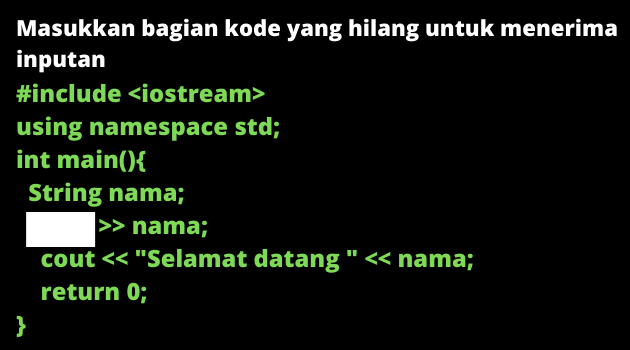 Masukkan bagian kode yang hilang untuk menerima
inputan
#include <iostream>
using namespace std;
int main(){
String nama;
>> nama;
cout << "Selamat datang " << nama;
return 0;
}